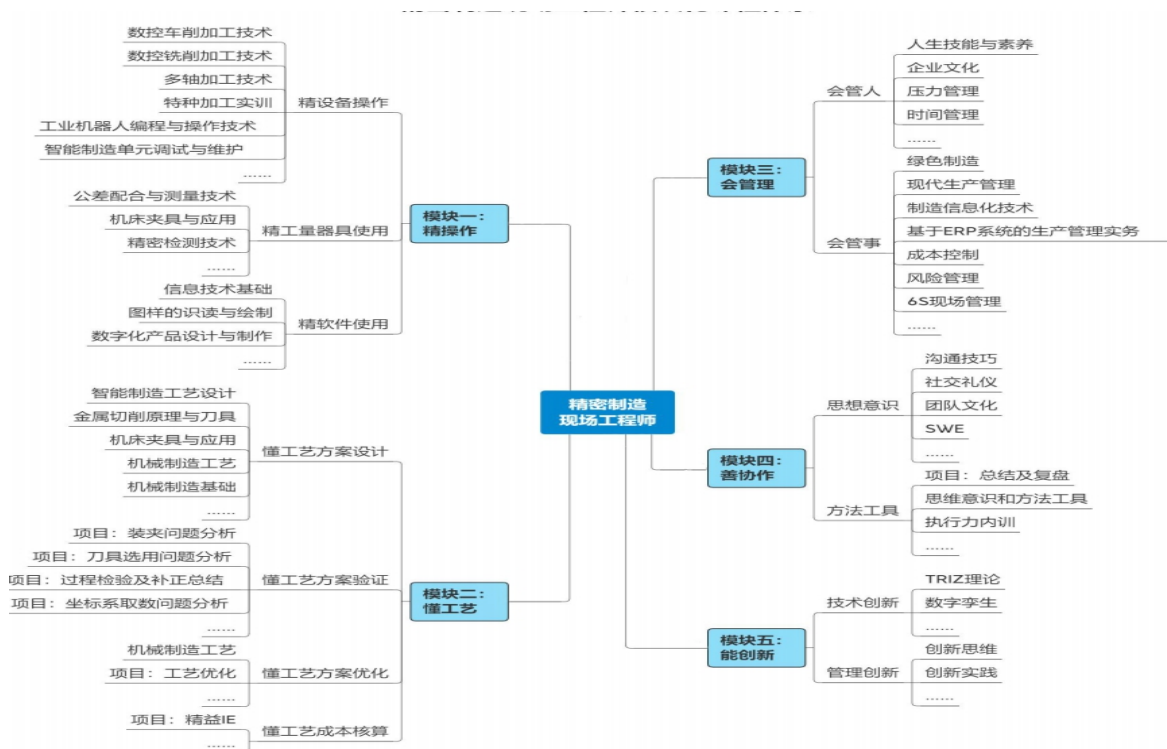 数控车削加工技术
数控铣削加工技术
多轴加工技术
特种加工实训
工业机器人编程与操作技术
智能制造单元调试与维护
……
精设备操作
公差配合与测量技术
机床夹具与应用
精密检测技术
……
精工量器具使用
信息技术基础
图样的识读与绘制
数字化产品设计与制作
……
精软件使用
模块一：
精操作
智能制造工艺设计
金属切削原理与刀具
机床夹具与应用
机械制造工艺
机械制造基础
……
懂工艺方案设计
项目：装夹问题分析
项目：刀具选用问题分析
项目：过程检验及补正总结
项目：坐标系取数问题分析
……
懂工艺方案验证
机械制造工艺
项目：工艺优化
……
懂工艺方案优化
项目：精益IE
……
懂工艺成本核算
模块二：
懂工艺
精密制造
现场工程师
模块三：
会管理
会管人
人生技能与素养
企业文化
压力管理
时间管理
……
会管事
绿色制造
现代生产管理
制造信息化技术
基于ERP系统的生产管理实务
成本控制
风险管理
6S现场管理
……
模块四：
善协作
思想意识
沟通技巧
社交礼仪
团队文化
SWE
……
方法工具
项目：总结及复盘
思维意识和方法工具
执行力内训
……
模块五：
能创新
技术创新
TRIZ理论
数字孪生
……
管理创新
创新思维
创新实践
……